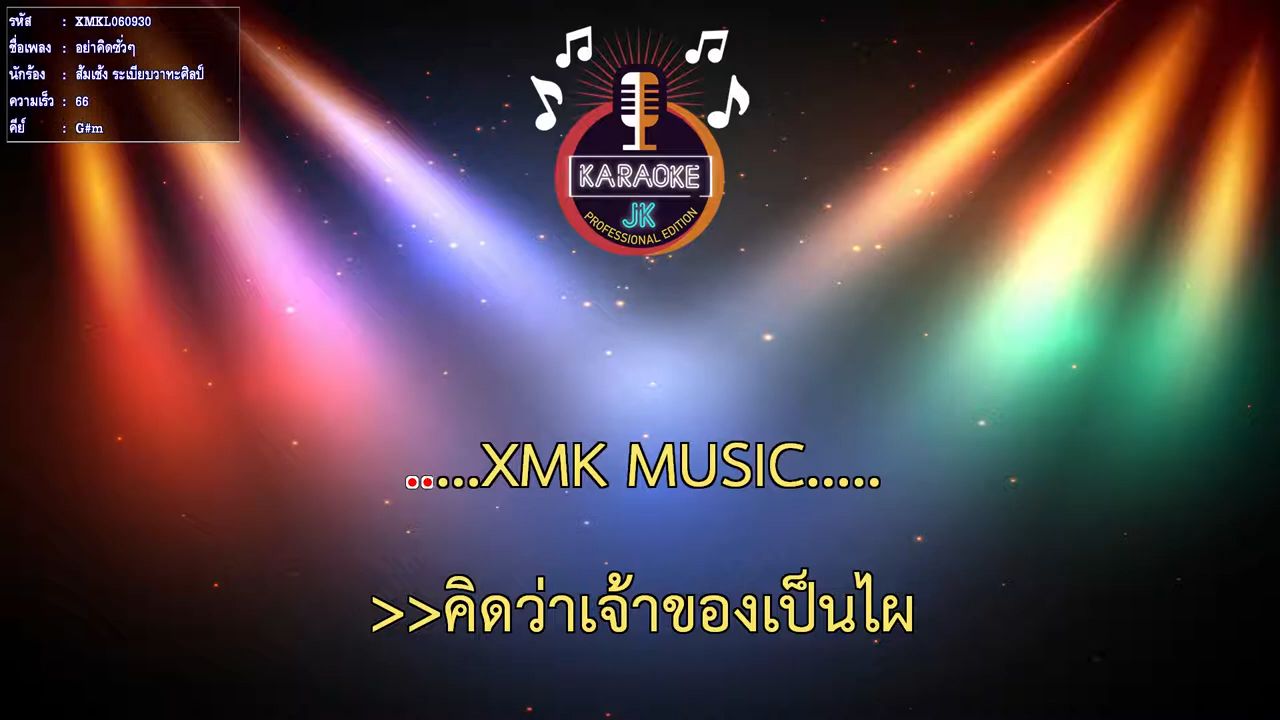 รหัส : XMKL060930
ชื่อเพลง : อย่าคิดซั่วๆ
นักร้อง : ส้มเช้ง ระเบียบวาทะศิลป์
ความเร็ว : 66
คีย์ : G#m
KARAOKE
JK
PROFESSIONAL EDITION
.....XMK MUSIC.....
>>คิดว่าเจ้าของเป็นไผ